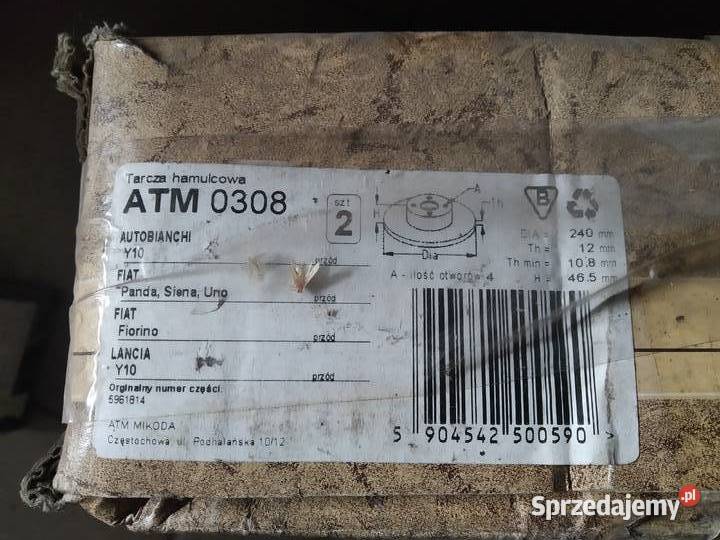 Tarcza hamulcowa
ATM 0308
szt
2
AUTOBIANCHI
Y10
przód
FIAT
Panda, Siena, Uno
przód
FIAT
Fiorino
przód
LANCIA
Y10
przód
Orginalny numer części:
5961814
ATM MIKODA
Częstochowa ul. Podhalańska 10/12
A
H
th
Dia
A - ilość otworów 4
B
DIA = 240 mm
Th = 12 mm
Th min = 10.8 mm
H = 46.5 mm
5 904542 500590 >
Sprzedajemy.pl